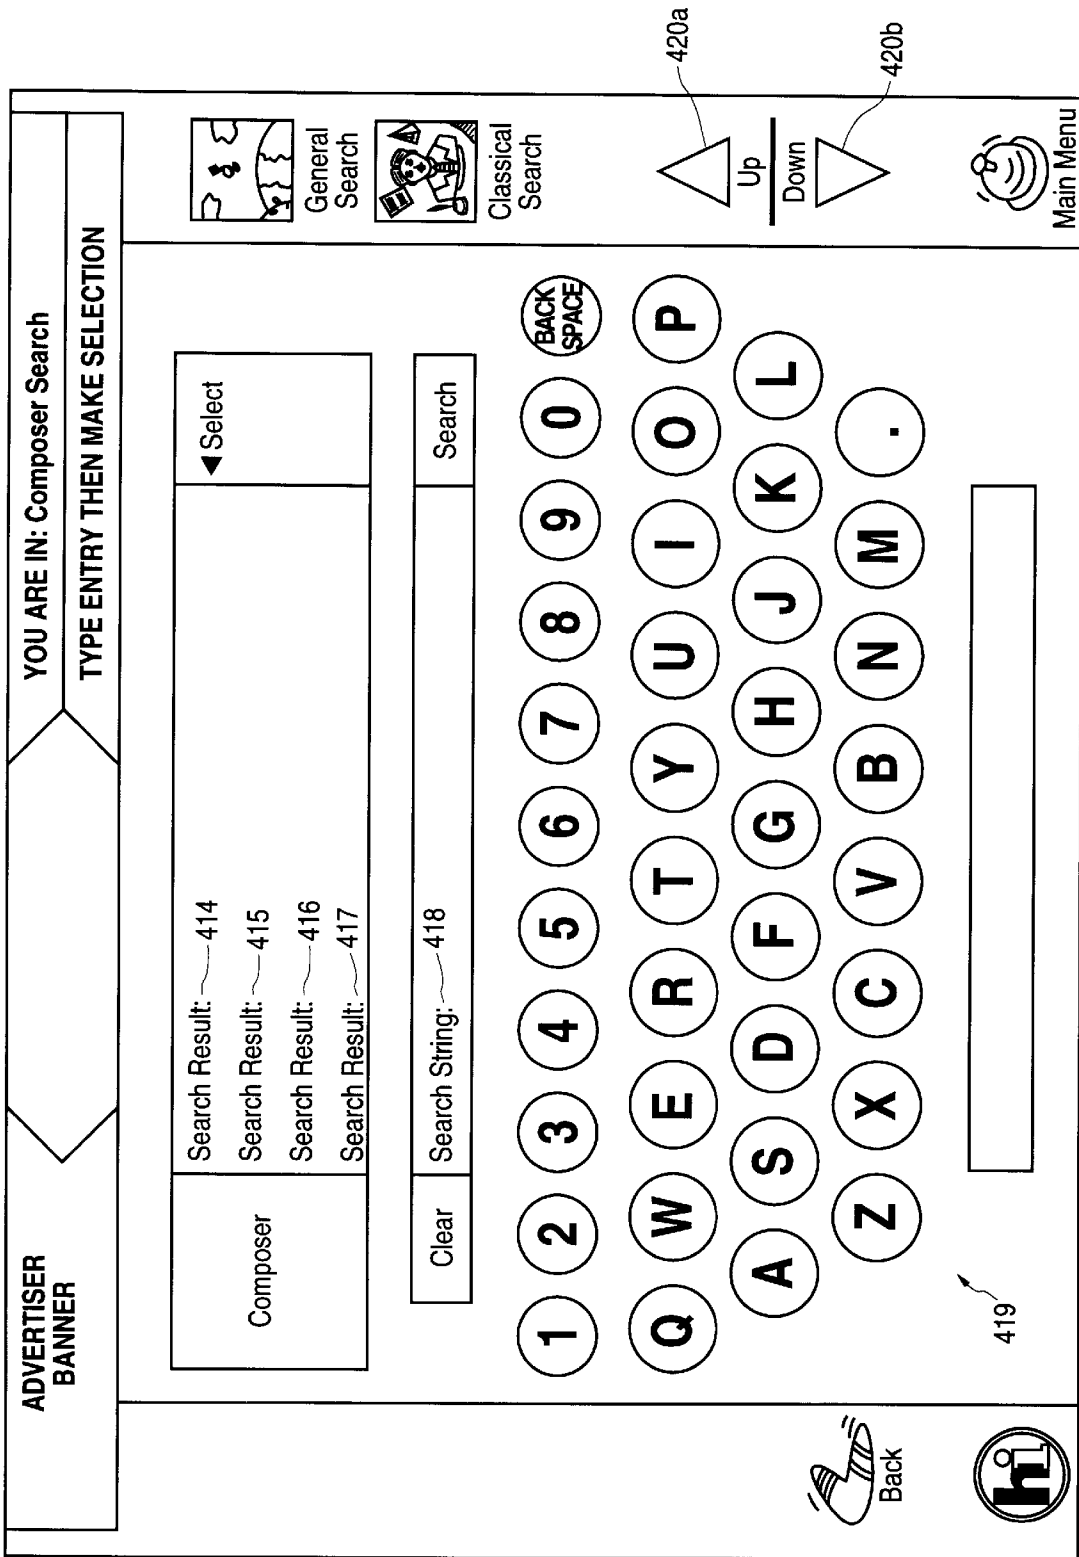 ADVERTISER
BANNER
YOU ARE IN: Composer Search
TYPE ENTRY THEN MAKE SELECTION
Composer
Search Result: 414
Search Result: 415
Search Result: 416
Search Result: 417
◀ Select
Clear
Search String: 418
Search
1 2 3 4 5 6 7 8 9 0 BACK
SPACE
Q W E R T Y U I O P
A S D F G H J K L
Z X C V B N M .
419
General
Search
Classical
Search
420a
Up
Down
420b
Main Menu
Back
hi